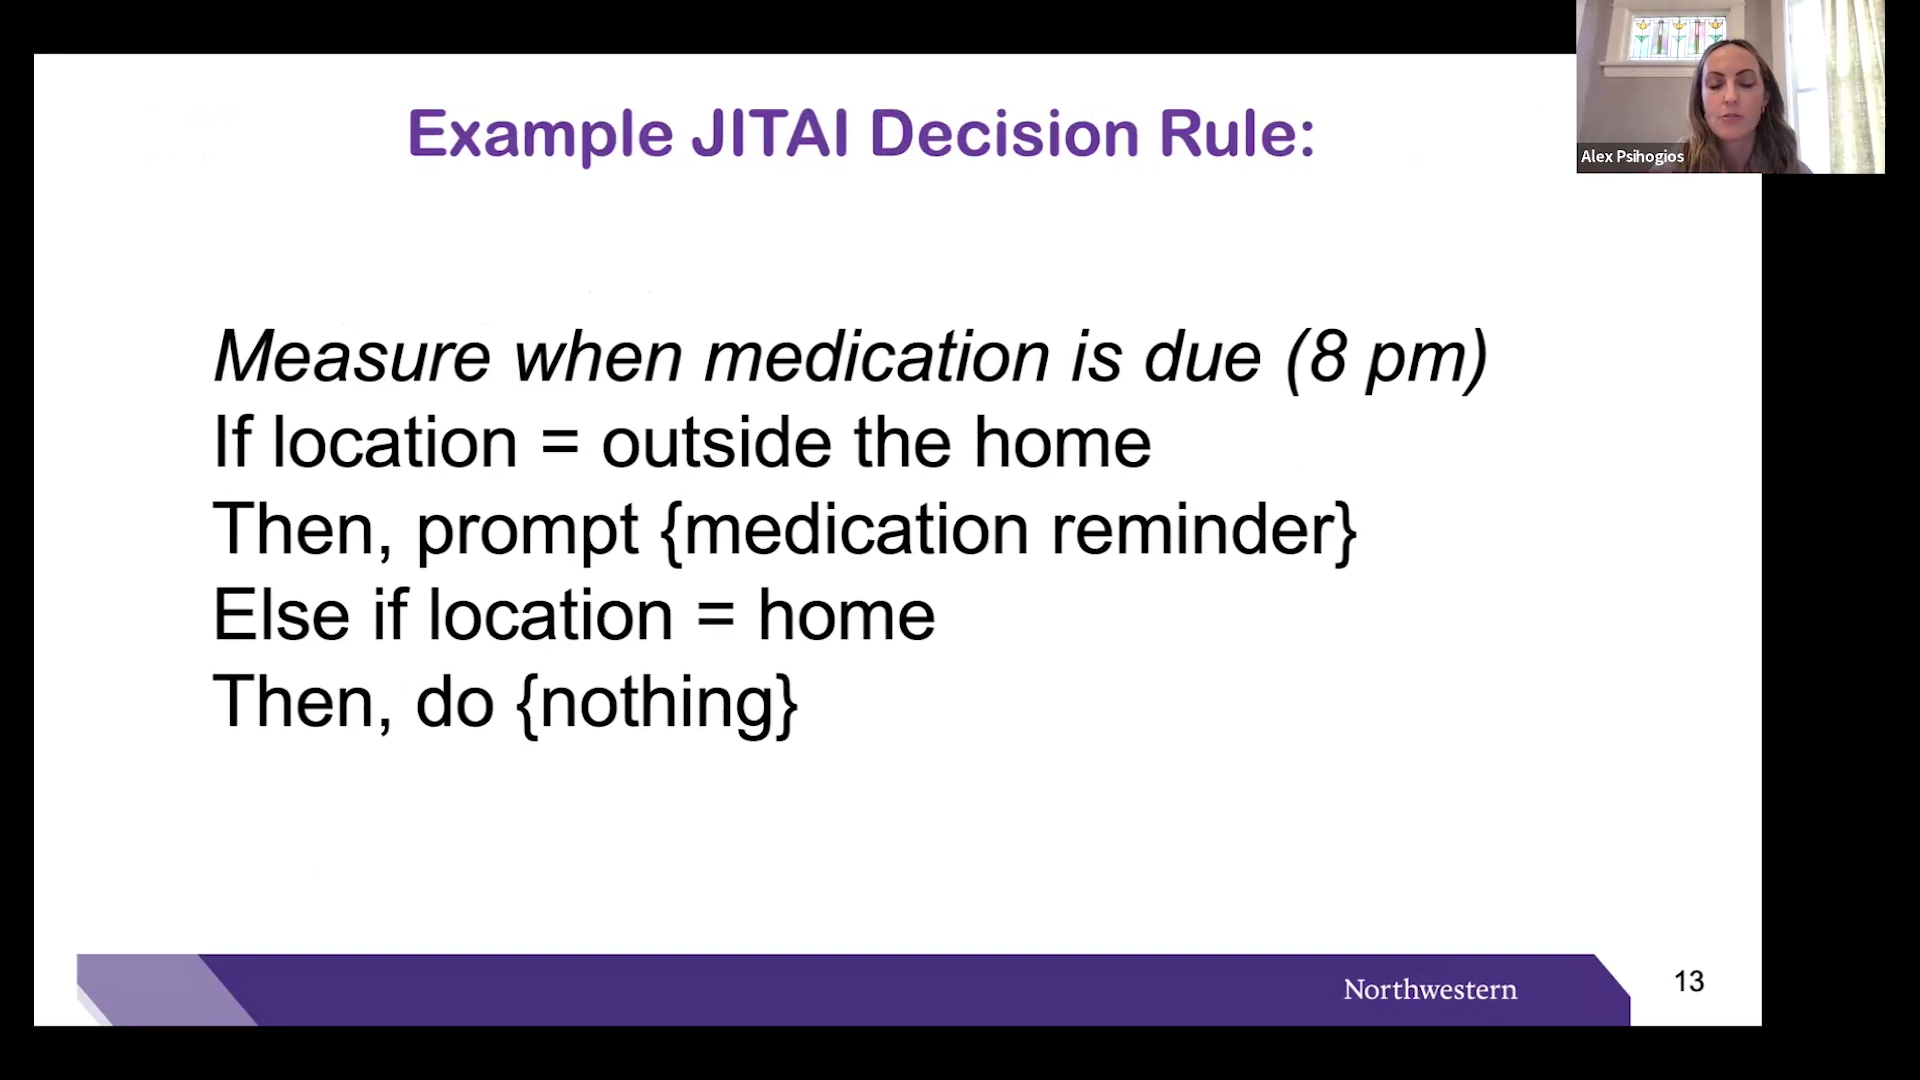 Example JITAI Decision Rule:
Alex Psihogios
Measure when medication is due (8 pm)
If location = outside the home
Then, prompt {medication reminder}
Else if location = home
Then, do {nothing}
Northwestern
13